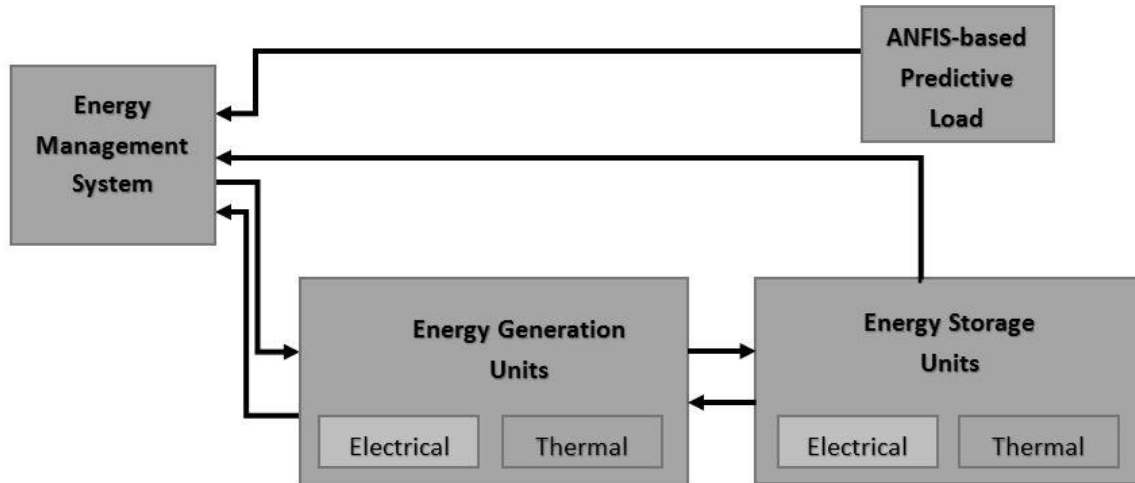 ANFIS-based
Predictive
Load
Energy
Management
System
Energy Generation
Units
Electrical
Thermal
Energy Storage
Units
Electrical
Thermal